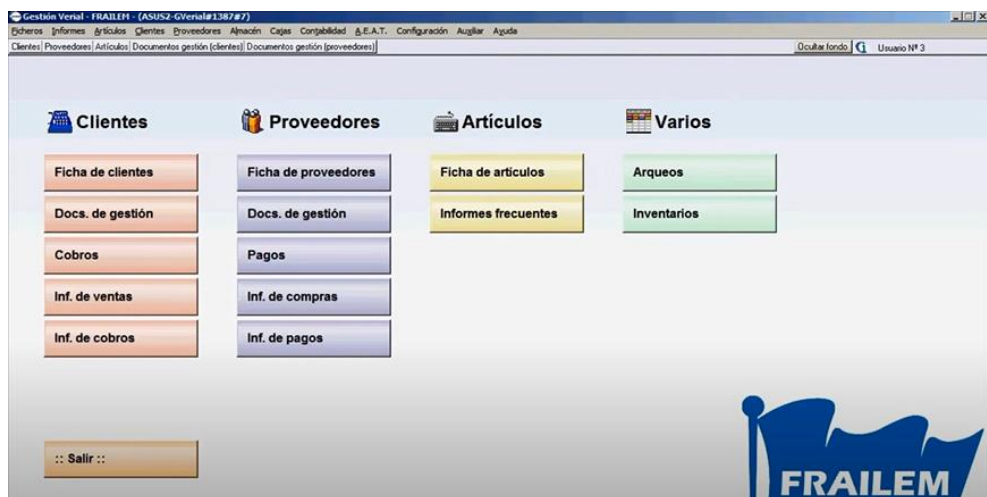 Gestión Verial - FRAILEM - (ASUS2-GVerial#1387#7)
Ficheros Informes Artículos Clientes Proveedores Almacén Cajas Contabilidad A.E.A.T. Configuración Auxiliar Ayuda
Clientes Proveedores Artículos Documentos gestión (clientes) Documentos gestión (proveedores) Ocultar fondo Usuario Nº 3
Clientes Proveedores Artículos Varios
Ficha de clientes Ficha de proveedores Ficha de articulos Arqueos
Docs. de gestión Docs. de gestión Informes frecuentes Inventarios
Cobros Pagos
Inf. de ventas Inf. de compras
Inf. de cobros Inf. de pagos
:: Salir ::
FRAILEM